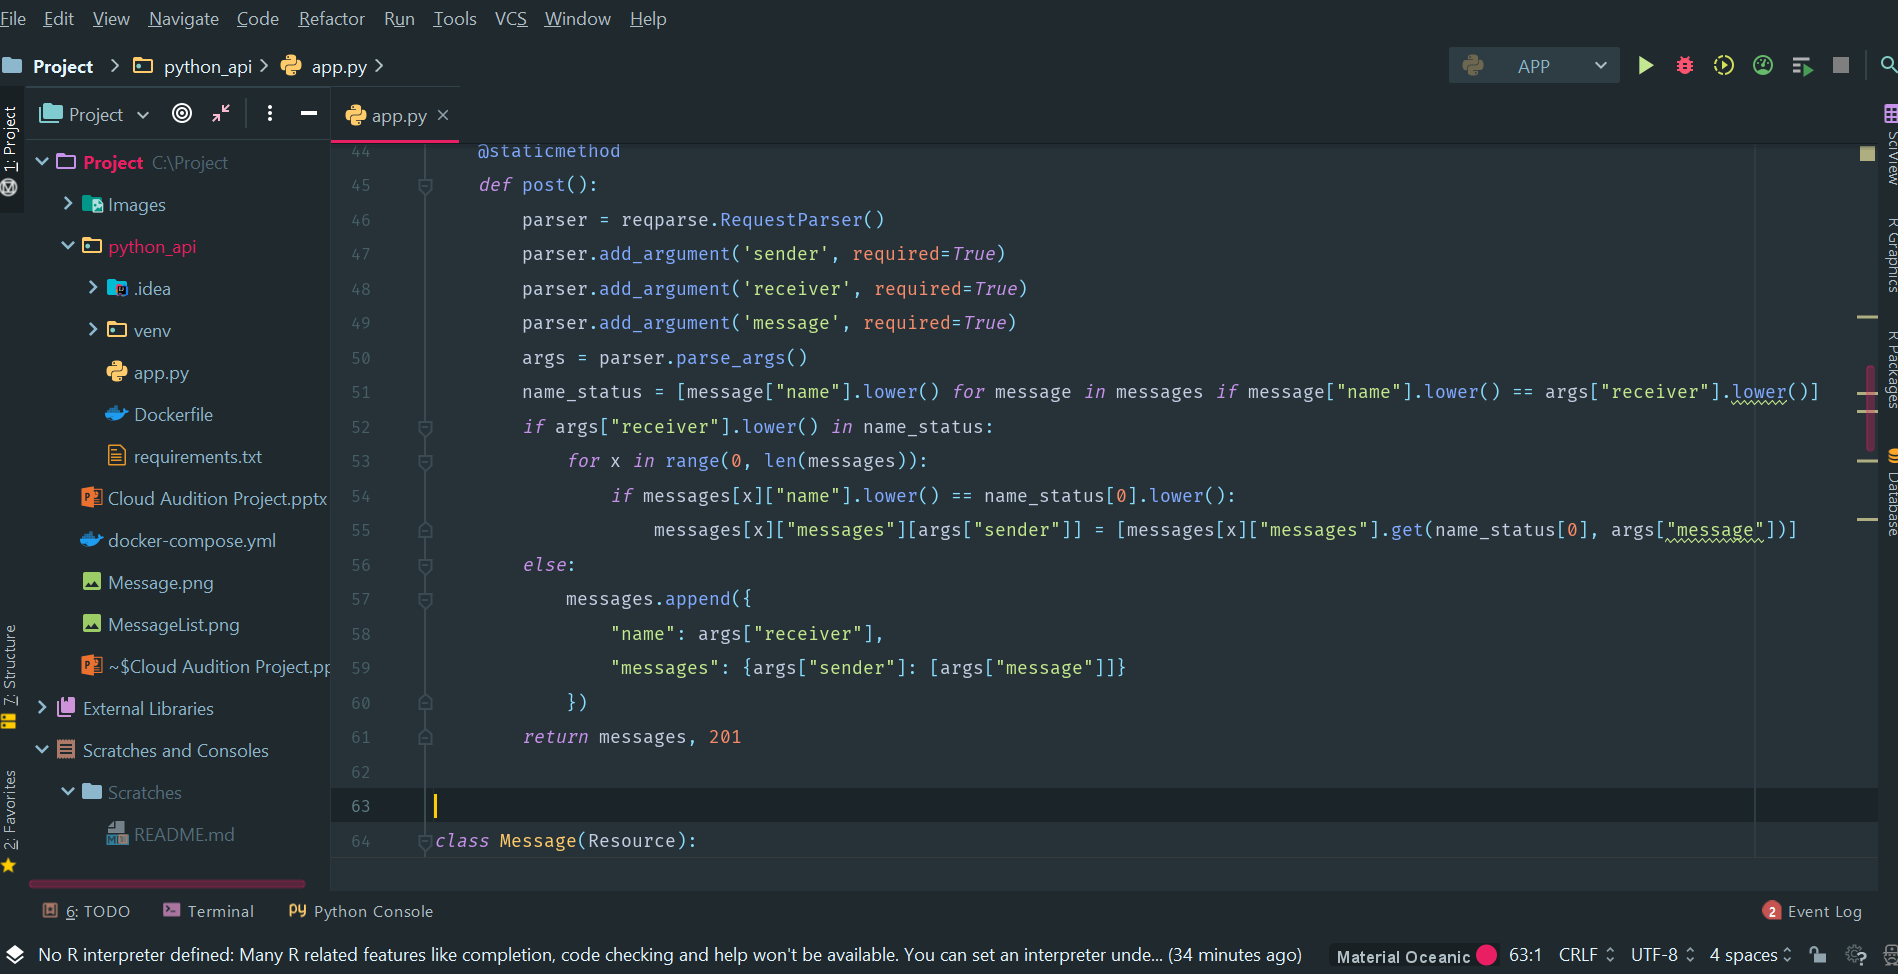 File Edit View Navigate Code Refactor Run Tools VCS Window Help
Project python_api app.py APP
1: Project
Project
app.py
Project C:\Project
Images
python_api
.idea
venv
app.py
Dockerfile
requirements.txt
Cloud Audition Project.pptx
docker-compose.yml
Message.png
MessageList.png
~$Cloud Audition Project.pp
External Libraries
Scratches and Consoles
Scratches
README.md
7: Structure
2: Favorites
44 @staticmethod
45 def post():
46 parser = reqparse.RequestParser()
47 parser.add_argument('sender', required=True)
48 parser.add_argument('receiver', required=True)
49 parser.add_argument('message', required=True)
50 args = parser.parse_args()
51 name_status = [message["name"].lower() for message in messages if message["name"].lower() == args["receiver"].lower()]
52 if args["receiver"].lower() in name_status:
53 for x in range(0, len(messages)):
54 if messages[x]["name"].lower() == name_status[0].lower():
55 messages[x]["messages"][args["sender"]] = [messages[x]["messages"].get(name_status[0], args["message"])]
56 else:
57 messages.append({
58 "name": args["receiver"],
59 "messages": {args["sender"]: [args["message"]]}
60 })
61 return messages, 201
62
63
64 class Message(Resource):
SciView
R Graphics
R Packages
Database
6: TODO Terminal Python Console 2 Event Log
No R interpreter defined: Many R related features like completion, code checking and help won't be available. You can set an interpreter unde... (34 minutes ago) Material Oceanic 63:1 CRLF UTF-8 4 spaces